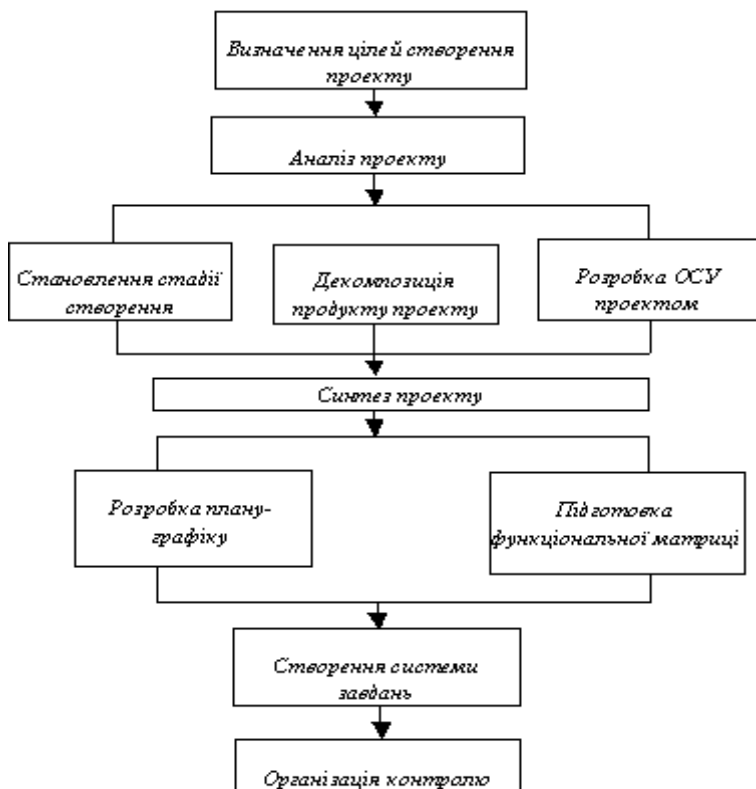 Визначення цілей створення
проекту
Аналіз проекту
Становлення стадії
створення
Декомпозиція
продукту проекту
Розробка ОСУ
проектом
Синтез проекту
Розробка плану-
графіку
Підготовка
функціональної матриці
Створення системи
завдань
Організація контролю